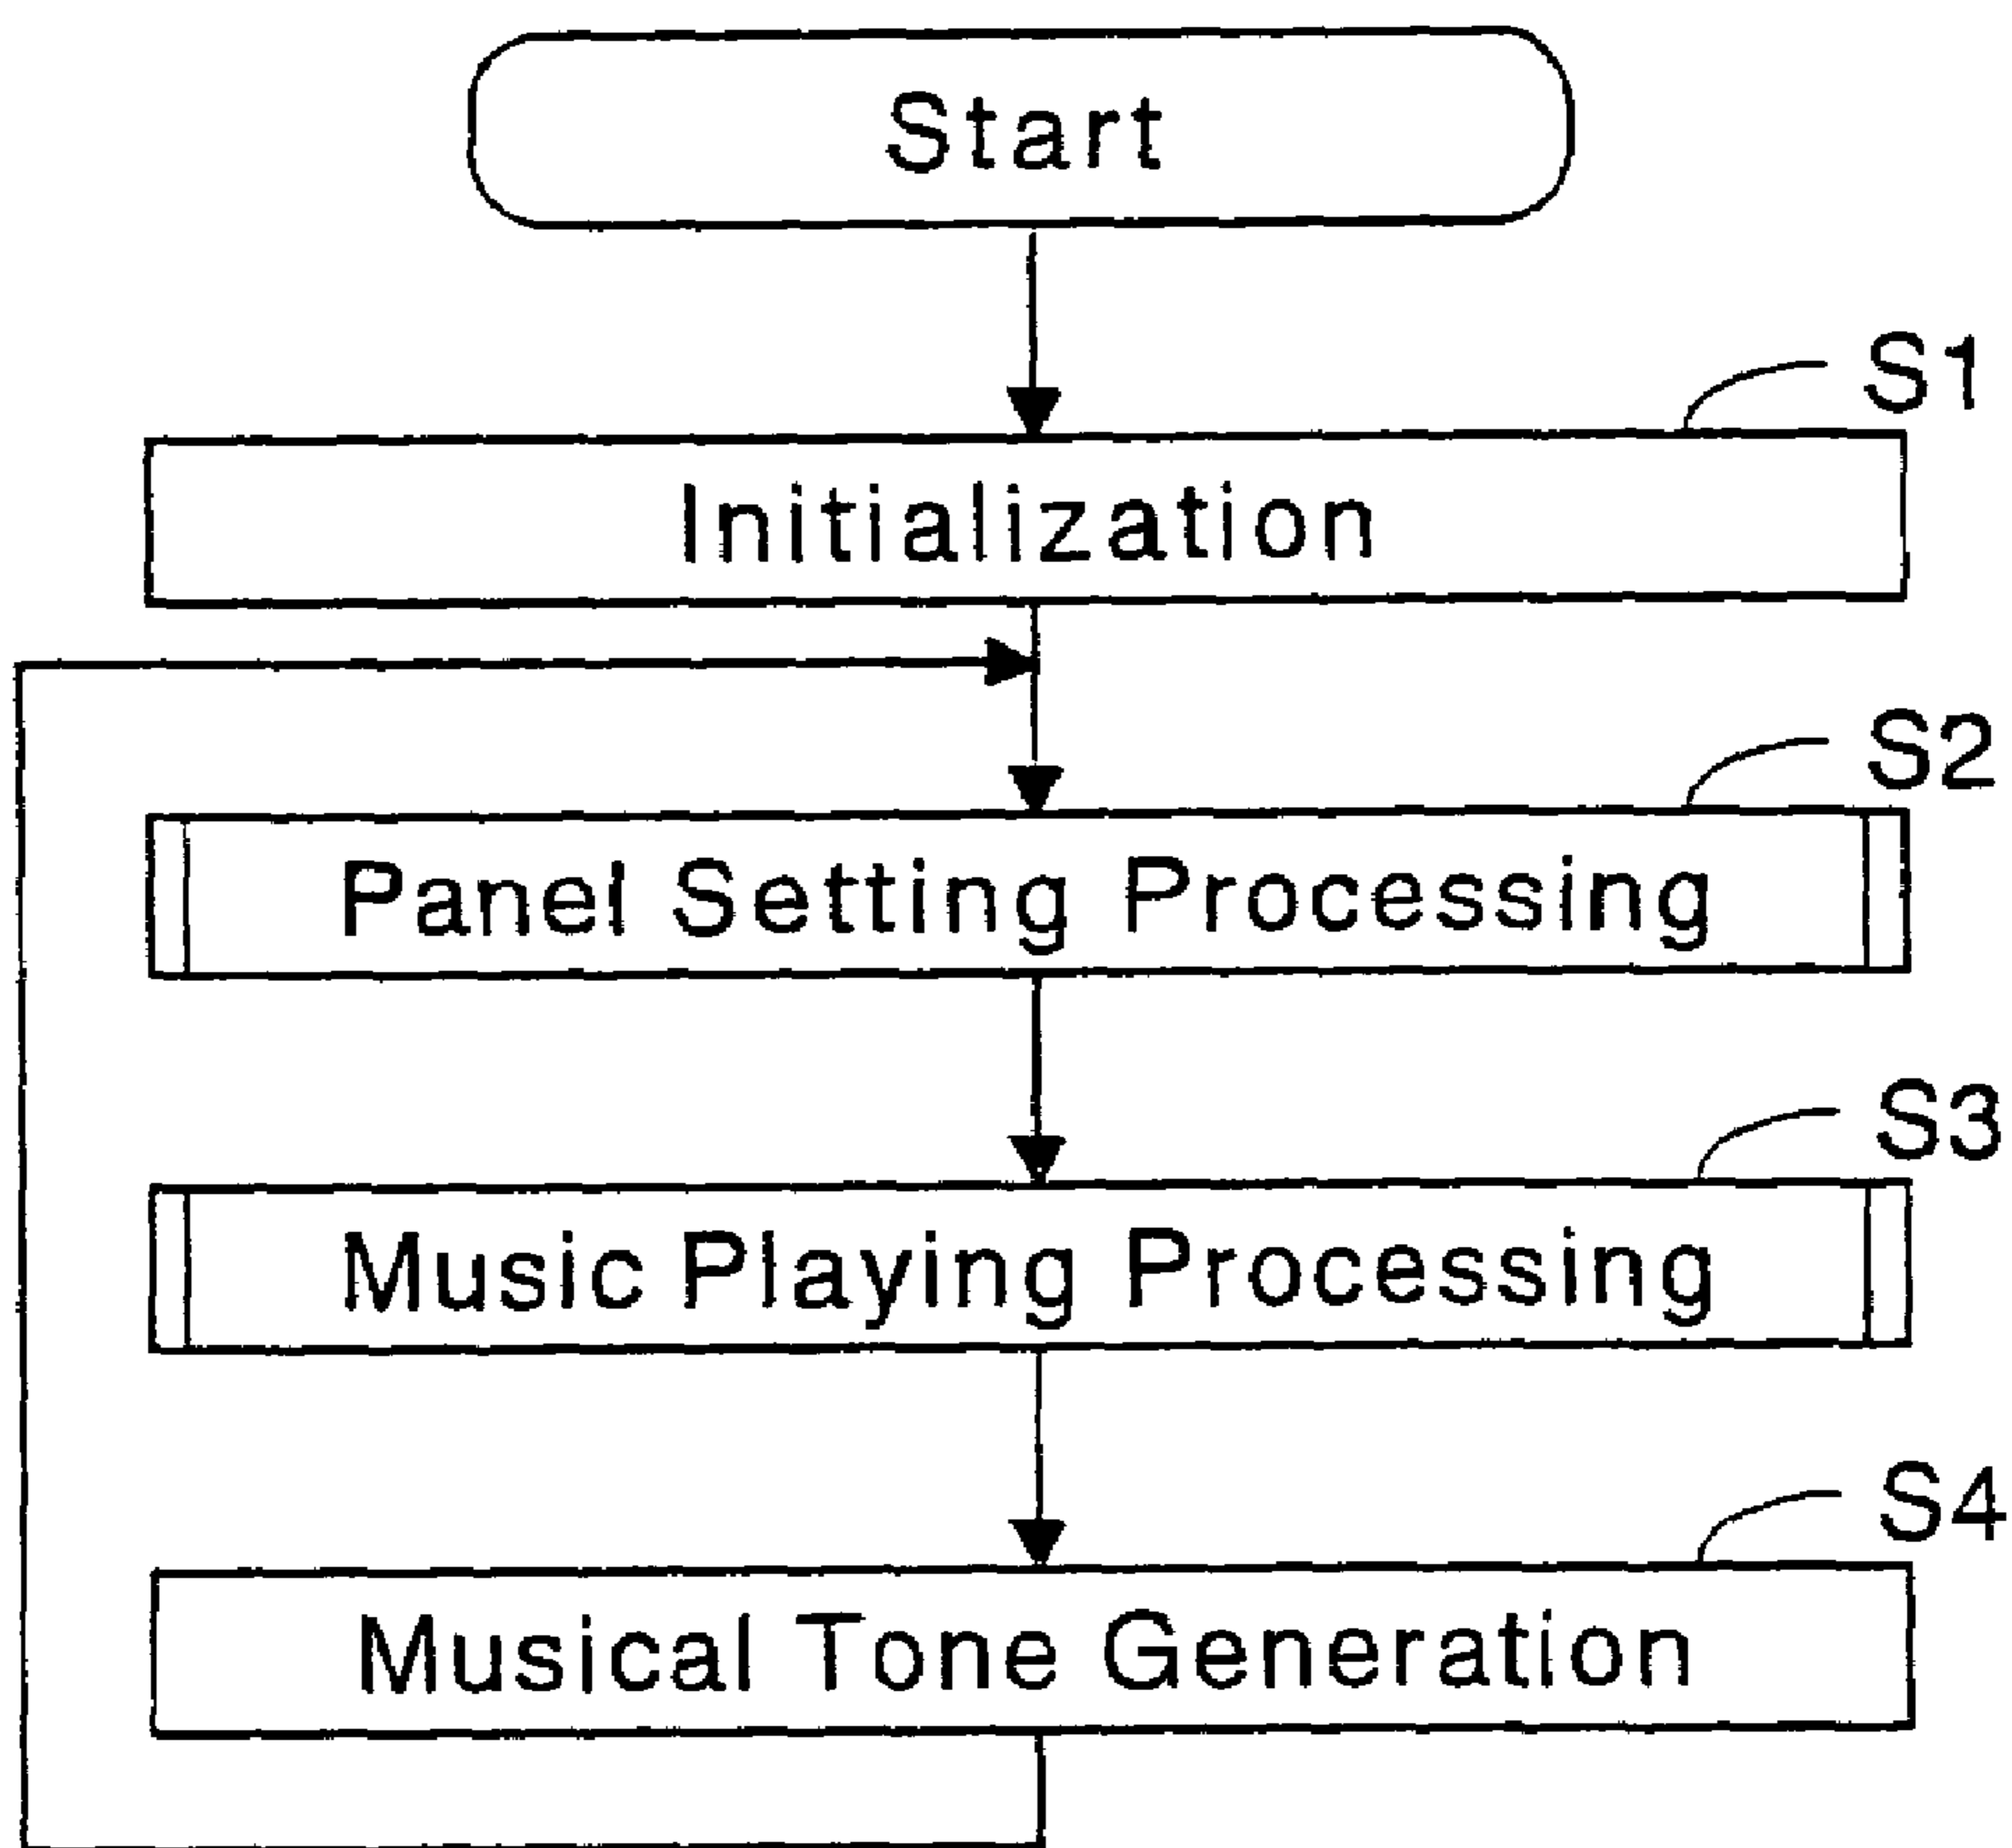 Start
S1
Initialization
S2
Panel Setting Processing
S3
Music Playing Processing
S4
Musical Tone Generation